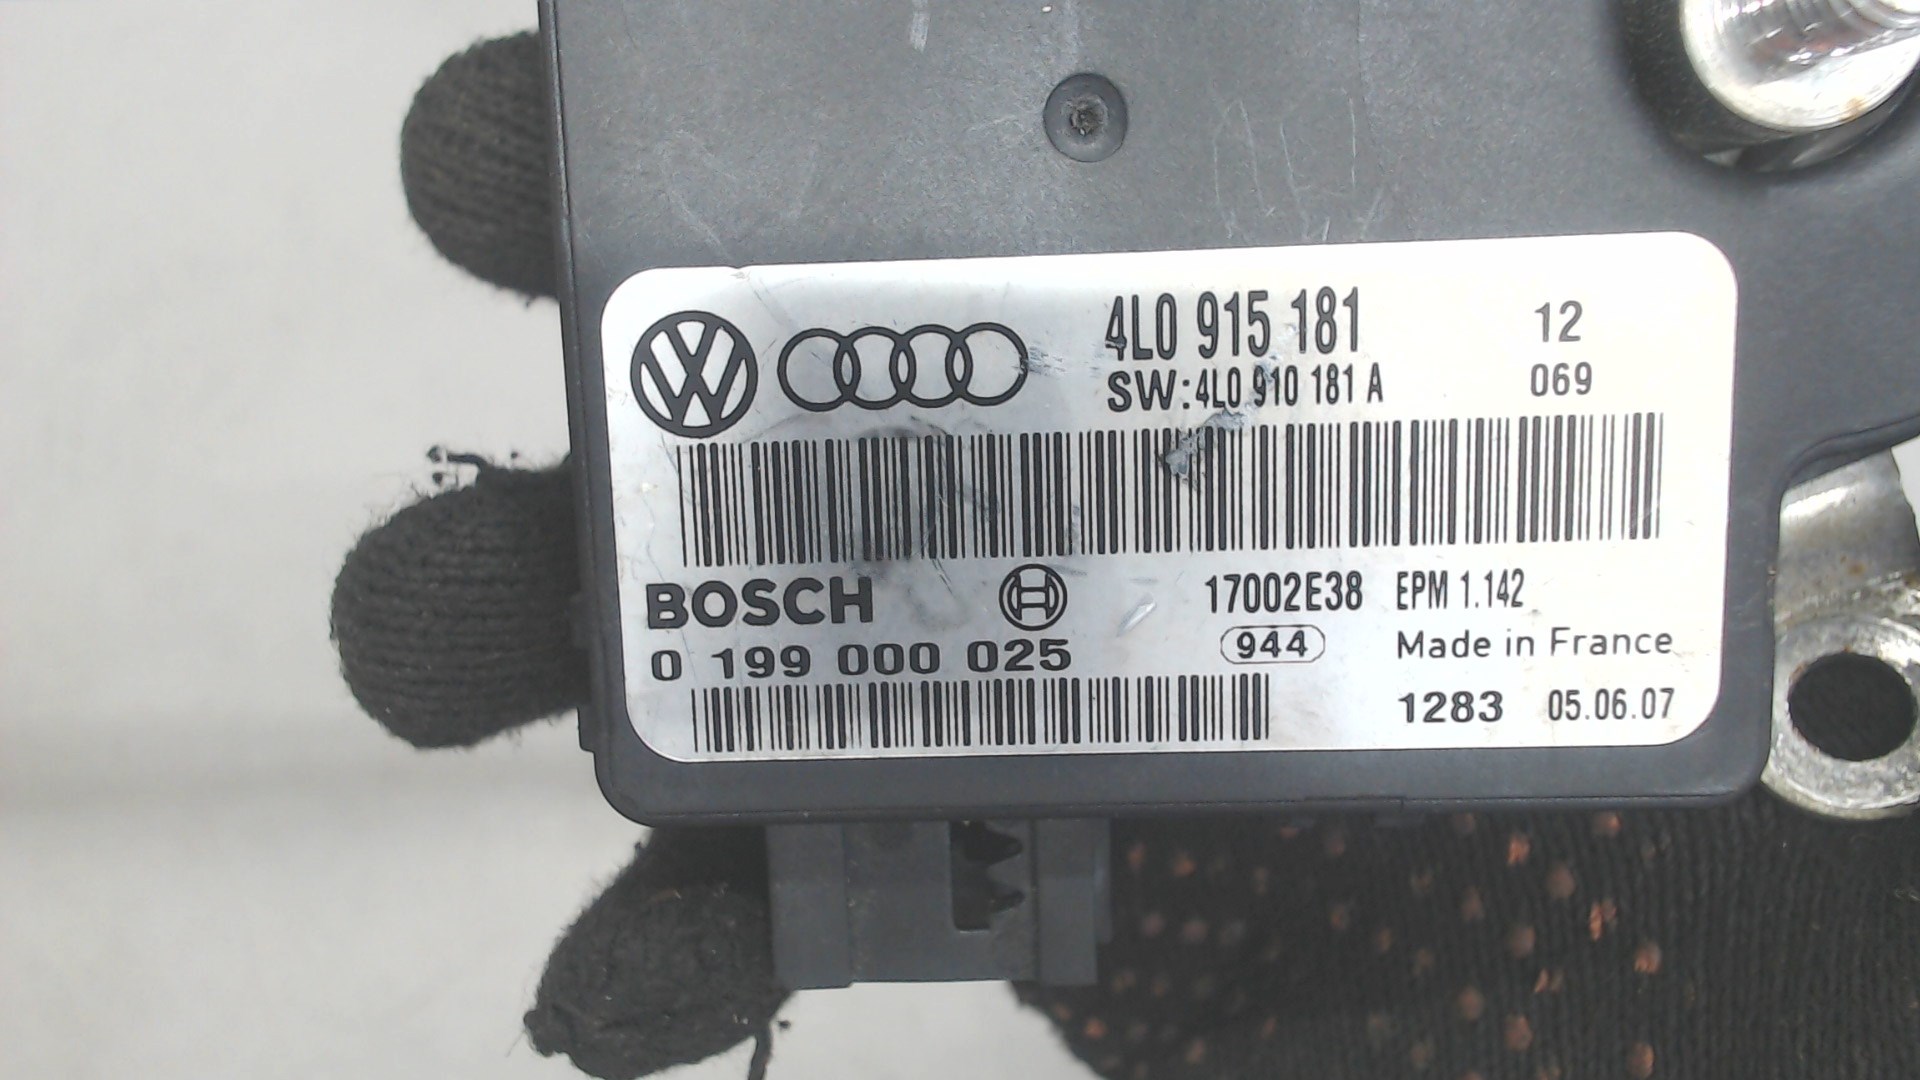 4L0 915 181 12
SW:4L0 910 181 A 069
BOSCH 17002E38 EPM 1.142
0 199 000 025 944 Made in France
1283 05.06.07